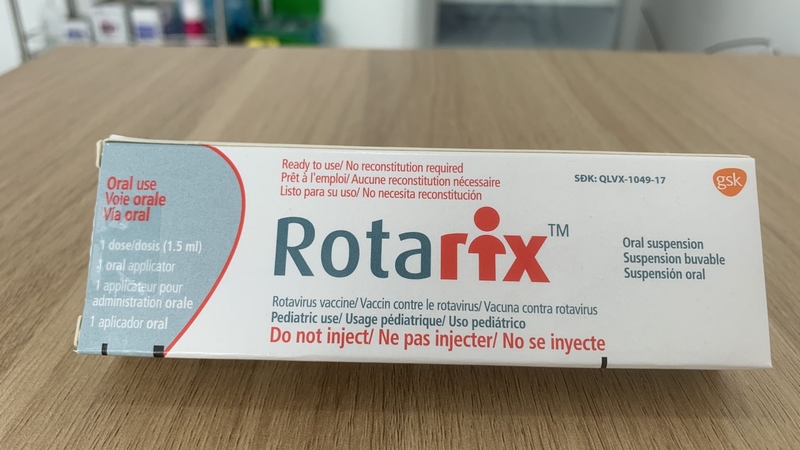 Oral use
Voie orale
Vía oral
1 dose/dosis (1.5 ml)
1 oral applicator
1 applicateur pour
administration orale
1 aplicador oral
Ready to use/ No reconstitution required
Prêt à l'emploi/ Aucune reconstitution nécessaire
Listo para su uso/ No necesita reconstitución
SĐK: QLVX-1049-17
gsk
Rotarix™
Oral suspension
Suspension buvable
Suspensión oral
Rotavirus vaccine/ Vaccin contre le rotavirus/ Vacuna contra rotavirus
Pediatric use/ Usage pédiatrique/ Uso pediátrico
Do not inject/ Ne pas injecter/ No se inyecte